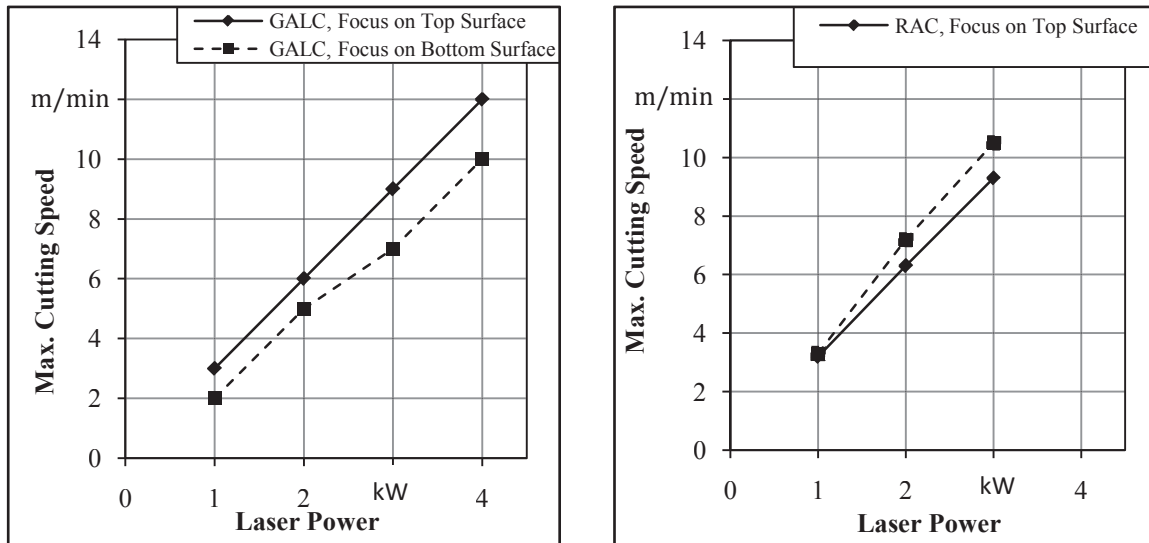 GALC, Focus on Top Surface
GALC, Focus on Bottom Surface
14
m/min
10
8
6
4
2
0
Max. Cutting Speed
0
1
2
kW
4
Laser Power
RAC, Focus on Top Surface
14
m/min
10
8
6
4
2
0
Max. Cutting Speed
0
1
2
kW
4
Laser Power